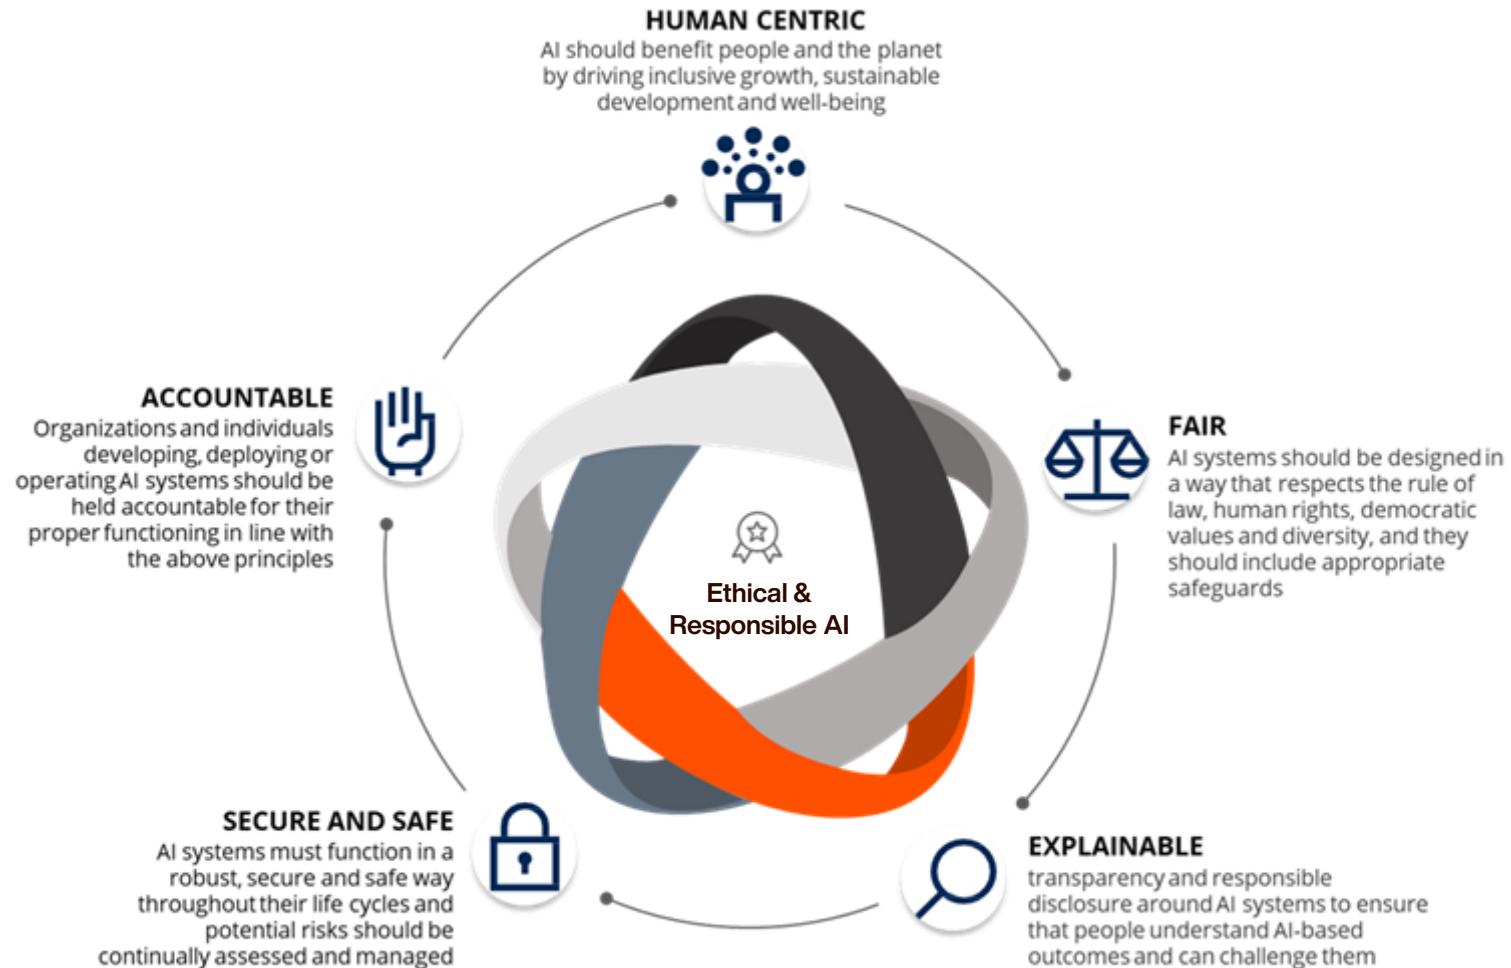 HUMAN CENTRIC
AI should benefit people and the planet
by driving inclusive growth, sustainable
development and well-being
FAIR
AI systems should be designed in
a way that respects the rule of
law, human rights, democratic
values and diversity, and they
should include appropriate
safeguards
EXPLAINABLE
transparency and responsible
disclosure around AI systems to ensure
that people understand AI-based
outcomes and can challenge them
SECURE AND SAFE
AI systems must function in a
robust, secure and safe way
throughout their life cycles and
potential risks should be
continually assessed and managed
ACCOUNTABLE
Organizations and individuals
developing, deploying or
operating AI systems should be
held accountable for their
proper functioning in line with
the above principles
Ethical &
Responsible AI